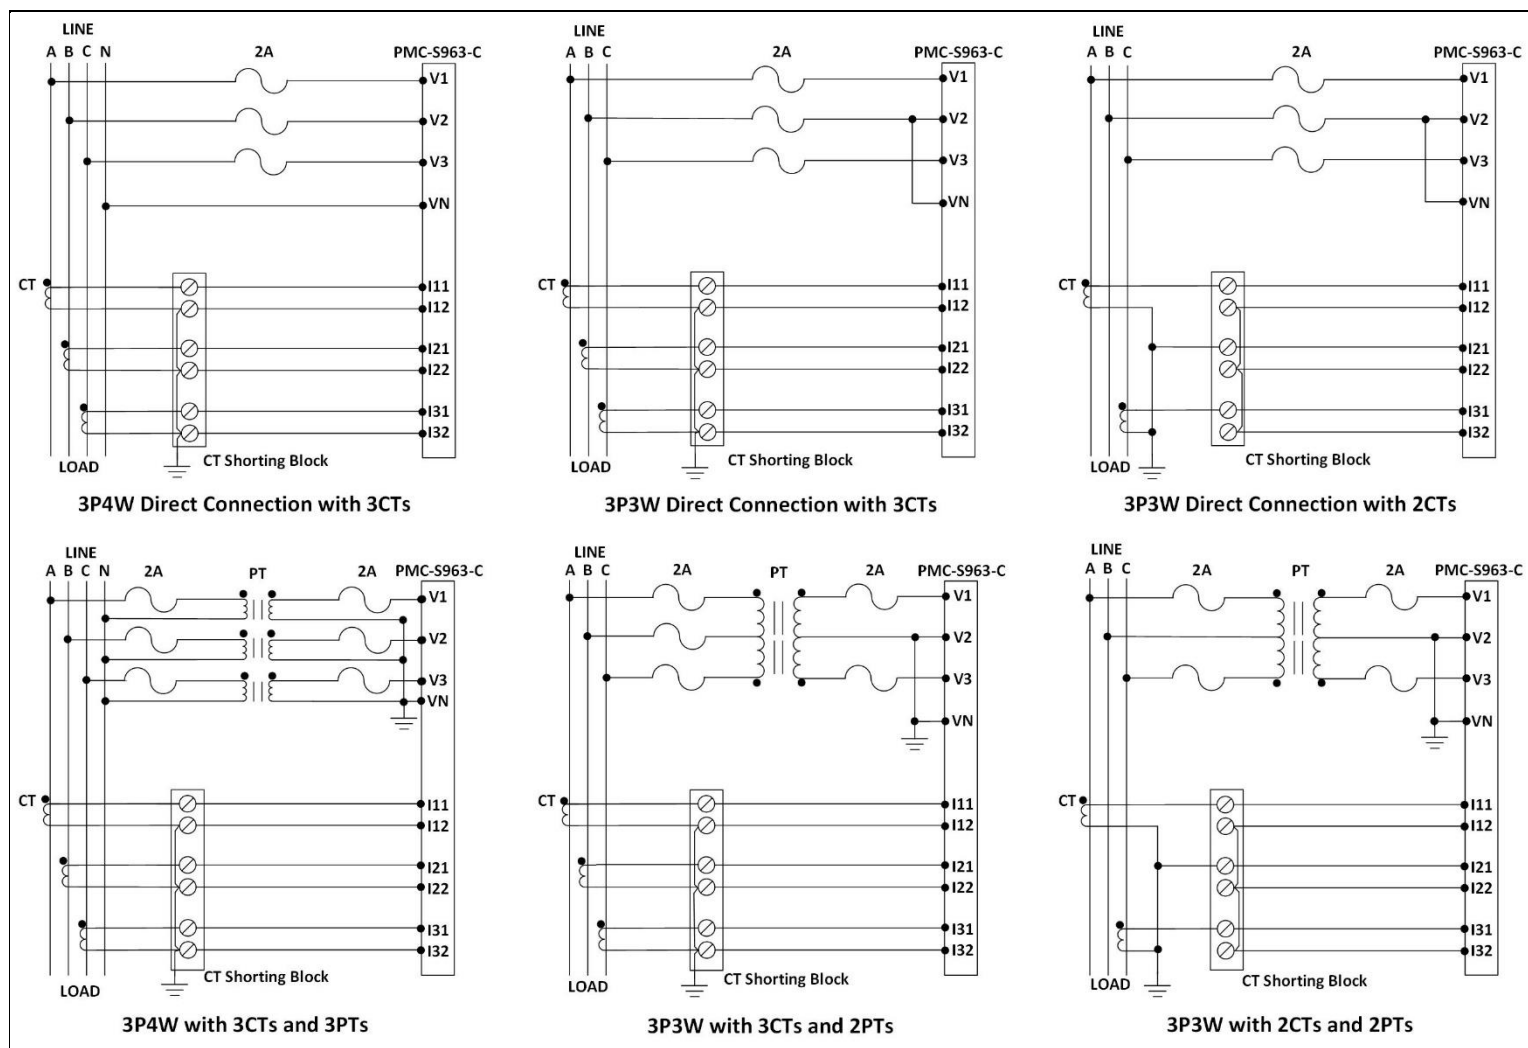 LINE
A B C N 2A PMC-S963-C
V1
V2
V3
VN
CT
I11
I12
I21
I22
I31
I32
LOAD
CT Shorting Block
3P4W Direct Connection with 3CTs
LINE
A B C 2A PMC-S963-C
V1
V2
V3
VN
CT
I11
I12
I21
I22
I31
I32
LOAD
CT Shorting Block
3P3W Direct Connection with 3CTs
LINE
A B C 2A PMC-S963-C
V1
V2
V3
VN
CT
I11
I12
I21
I22
I31
I32
LOAD
CT Shorting Block
3P3W Direct Connection with 2CTs
LINE
A B C N 2A PT 2A PMC-S963-C
V1
V2
V3
VN
CT
I11
I12
I21
I22
I31
I32
LOAD
CT Shorting Block
3P4W with 3CTs and 3PTs
LINE
A B C 2A PT 2A PMC-S963-C
V1
V2
V3
VN
CT
I11
I12
I21
I22
I31
I32
LOAD
CT Shorting Block
3P3W with 3CTs and 2PTs
LINE
A B C 2A PT 2A PMC-S963-C
V1
V2
V3
VN
CT
I11
I12
I21
I22
I31
I32
LOAD
CT Shorting Block
3P3W with 2CTs and 2PTs